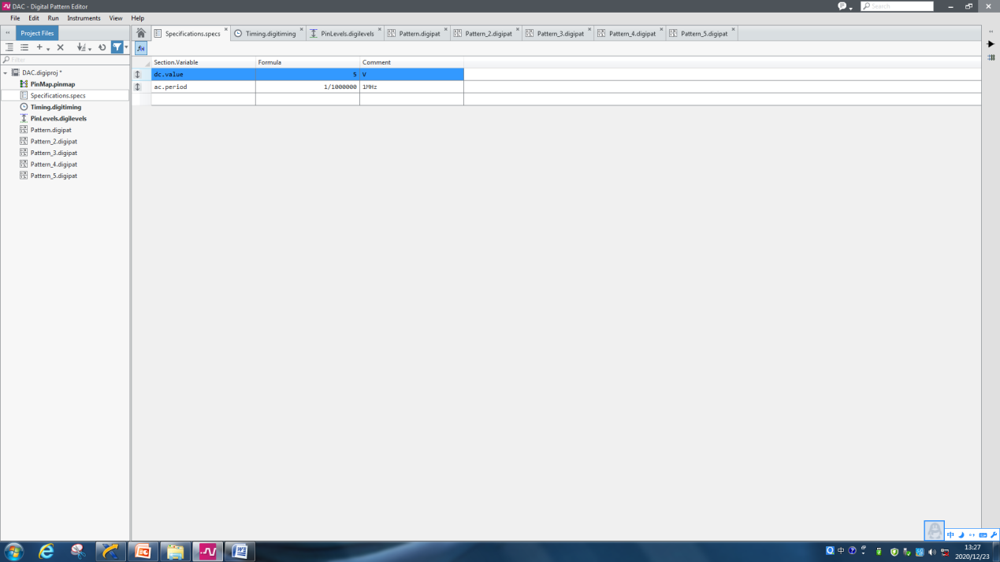 DAC - Digital Pattern Editor
Search
File Edit Run Instruments View Help
Project Files
Specifications.specs Timing.digitiming PinLevels.digilevels Pattern.digipat Pattern_2.digipat Pattern_3.digipat Pattern_4.digipat Pattern_5.digipat
f(x)
Filter
DAC.digiproj *
PinMap.pinmap
Specifications.specs
Timing.digitiming
PinLevels.digilevels
Pattern.digipat
Pattern_2.digipat
Pattern_3.digipat
Pattern_4.digipat
Pattern_5.digipat
Section.Variable Formula Comment
dc.value 5 V
ac.period 1/1000000 1MHz
中
中
13:27
2020/12/23